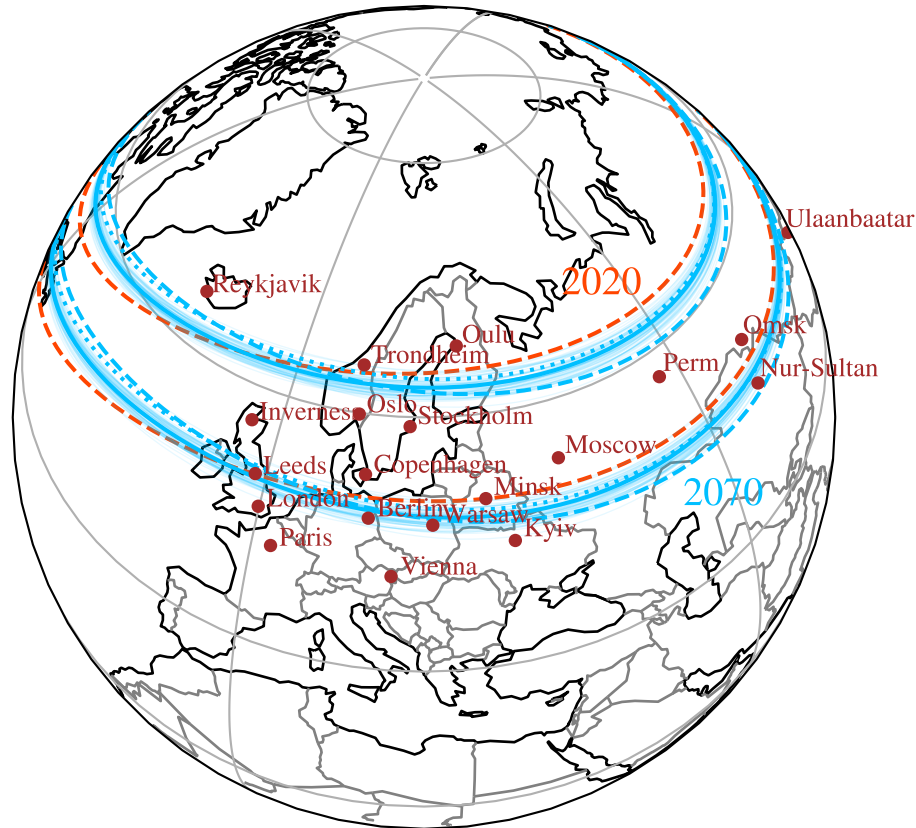 Ulaanbaatar
Reykjavik
2020
Omsk
Oulu
Trondheim
Perm
Nur-Sultan
Inverness
Oslo
Stockholm
Moscow
Leeds
Copenhagen
Minsk
2070
London
Berlin
Warsaw
Kyiv
Paris
Vienna